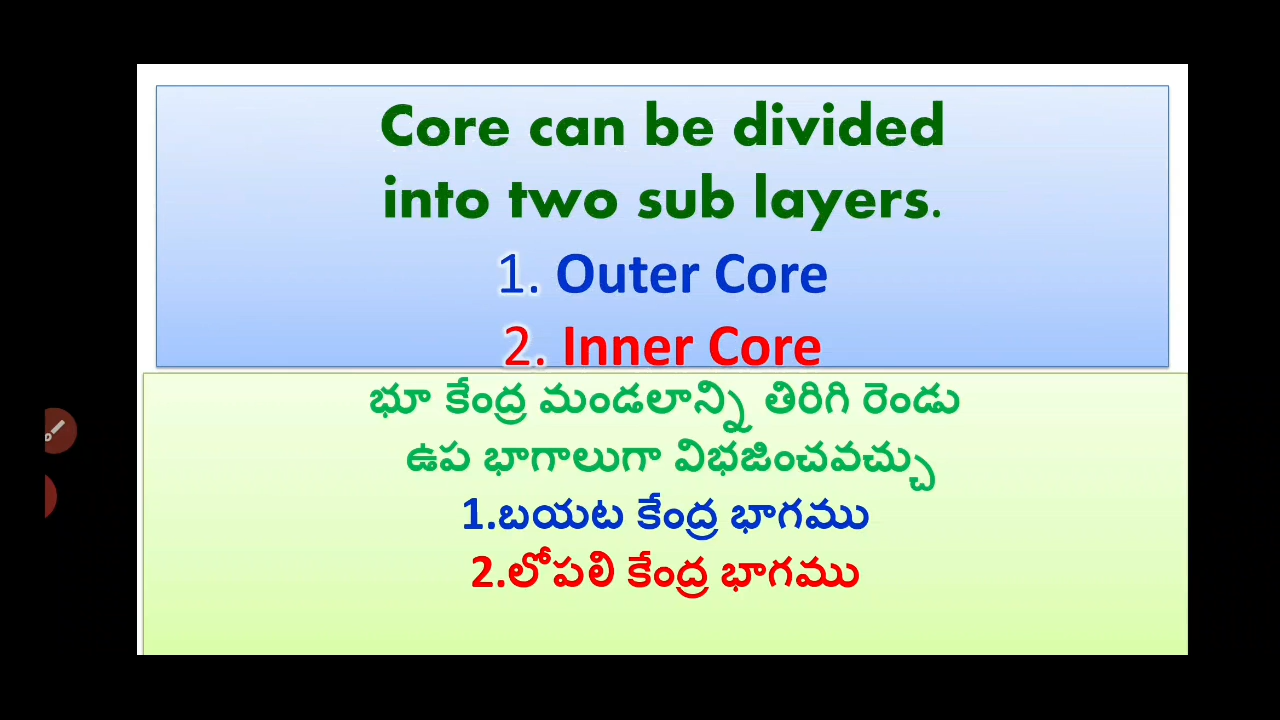 Core can be divided
into two sub layers.
1. Outer Core
2. Inner Core
భూ కేంద్ర మండలాన్ని తిరిగి రెండు
ఉప భాగాలుగా విభజించవచ్చు
1.బయట కేంద్ర భాగము
2.లోపలి కేంద్ర భాగము